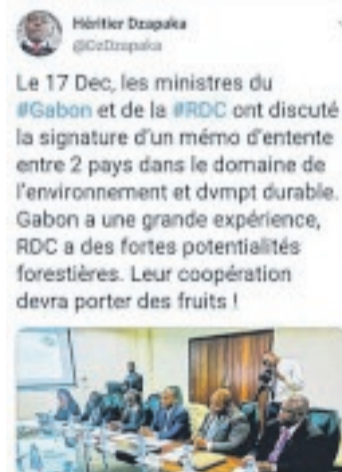 Héritier Dzapaka
@DzDzapaka
Le 17 Dec, les ministres du
#Gabon et de la #RDC ont discuté
la signature d'un mémo d'entente
entre 2 pays dans le domaine de
l'environnement et dvmpt durable.
Gabon a une grande expérience,
RDC a des fortes potentialités
forestières. Leur coopération
devra porter des fruits !